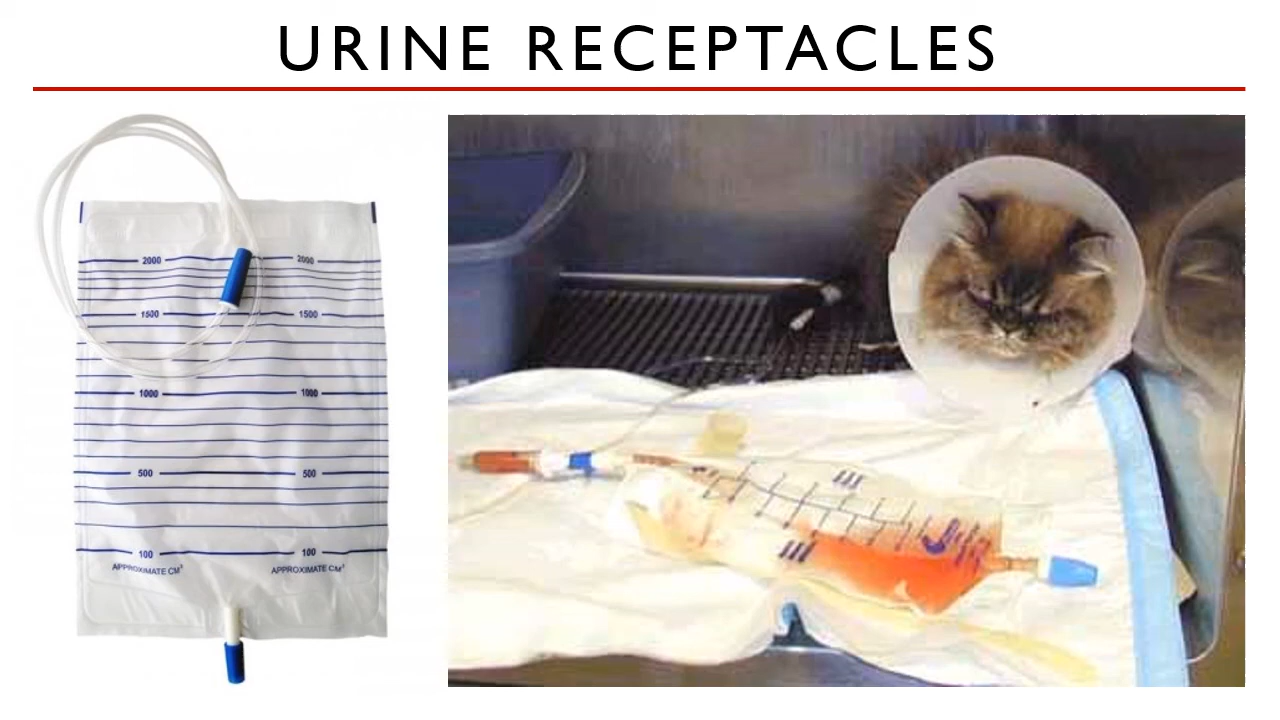 URINE RECEPTACLES
2000 2000
1500 1500
1000 1000
500 500
100 100
APPROXIMATE CM³ APPROXIMATE CM³